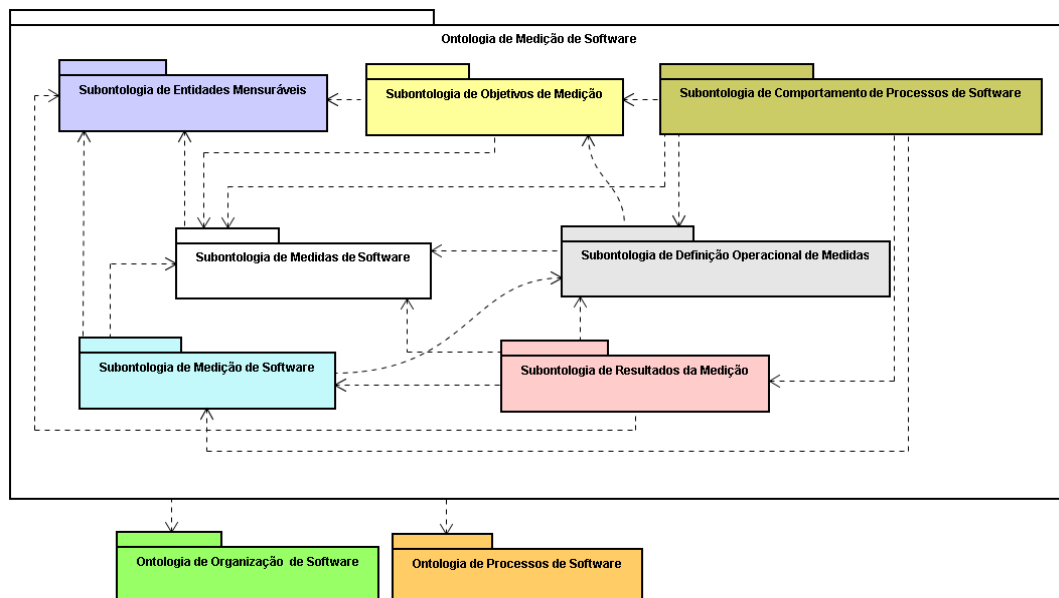 Ontologia de Medição de Software
Subontologia de Entidades Mensuráveis
Subontologia de Objetivos de Medição
Subontologia de Comportamento de Processos de Software
Subontologia de Medidas de Software
Subontologia de Definição Operacional de Medidas
Subontologia de Medição de Software
Subontologia de Resultados da Medição
Ontologia de Organização de Software
Ontologia de Processos de Software